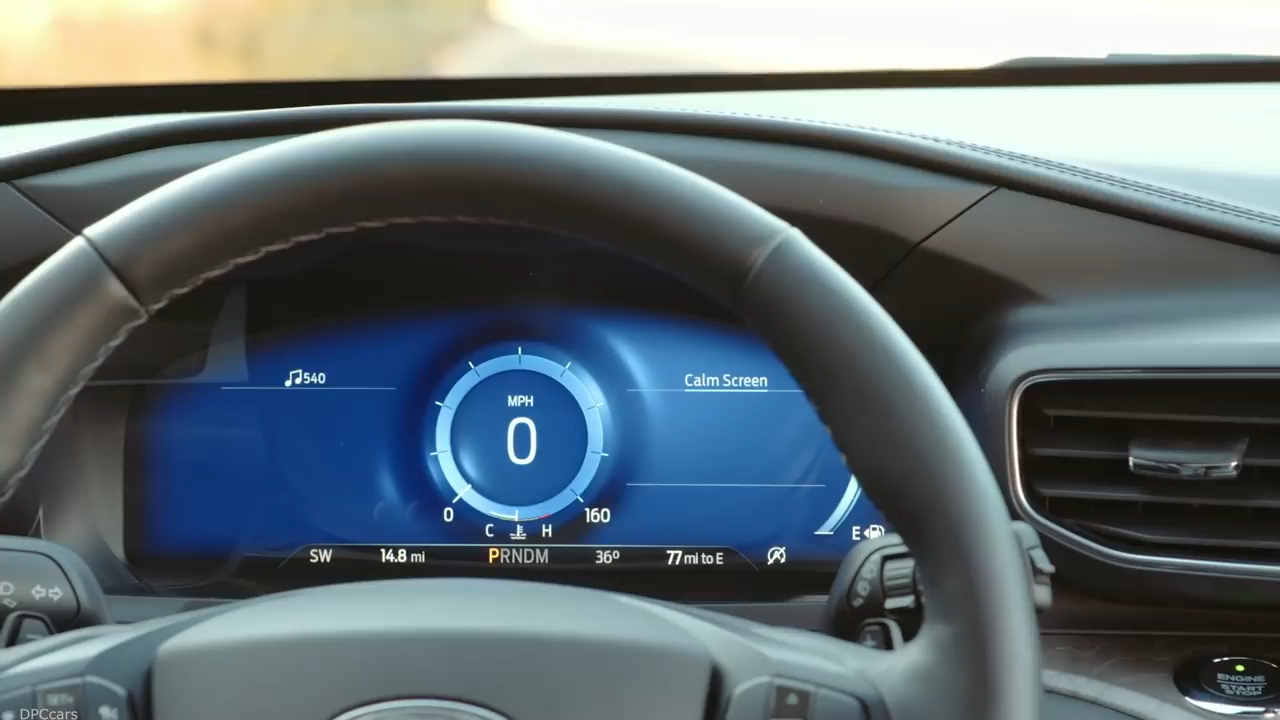 540
Calm Screen
MPH
0
0
160
C
H
E
SW
14.8 mi
PRNDM
36º
77 mi to E
ENGINE
START
STOP
DPCcars